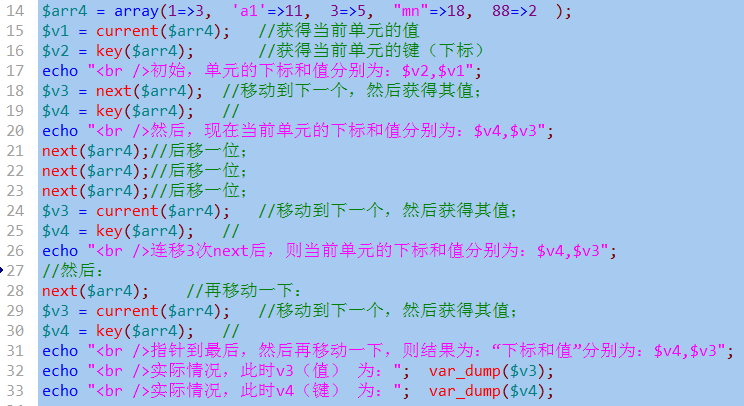 14 $arr4 = array(1=>3,  'a1'=>11,  3=>5,  "mn"=>18,  88=>2  );
15 $v1 = current($arr4);   //获得当前单元的值
16 $v2 = key($arr4);       //获得当前单元的键（下标）
17 echo "<br />初始，单元的下标和值分别为：$v2,$v1";
18 $v3 = next($arr4);  //移动到下一个，然后获得其值；
19 $v4 = key($arr4);   //
20 echo "<br />然后，现在当前单元的下标和值分别为：$v4,$v3";
21 next($arr4);//后移一位；
22 next($arr4);//后移一位；
23 next($arr4);//后移一位；
24 $v3 = current($arr4);   //移动到下一个，然后获得其值；
25 $v4 = key($arr4);   //
26 echo "<br />连移3次next后，则当前单元的下标和值分别为：$v4,$v3";
27 //然后：
28 next($arr4);    //再移动一下：
29 $v3 = current($arr4);   //移动到下一个，然后获得其值；
30 $v4 = key($arr4);   //
31 echo "<br />指针到最后，然后再移动一下，则结果为：“下标和值”分别为：$v4,$v3";
32 echo "<br />实际情况，此时v3（值） 为："; var_dump($v3);
33 echo "<br />实际情况，此时v4（键） 为："; var_dump($v4);